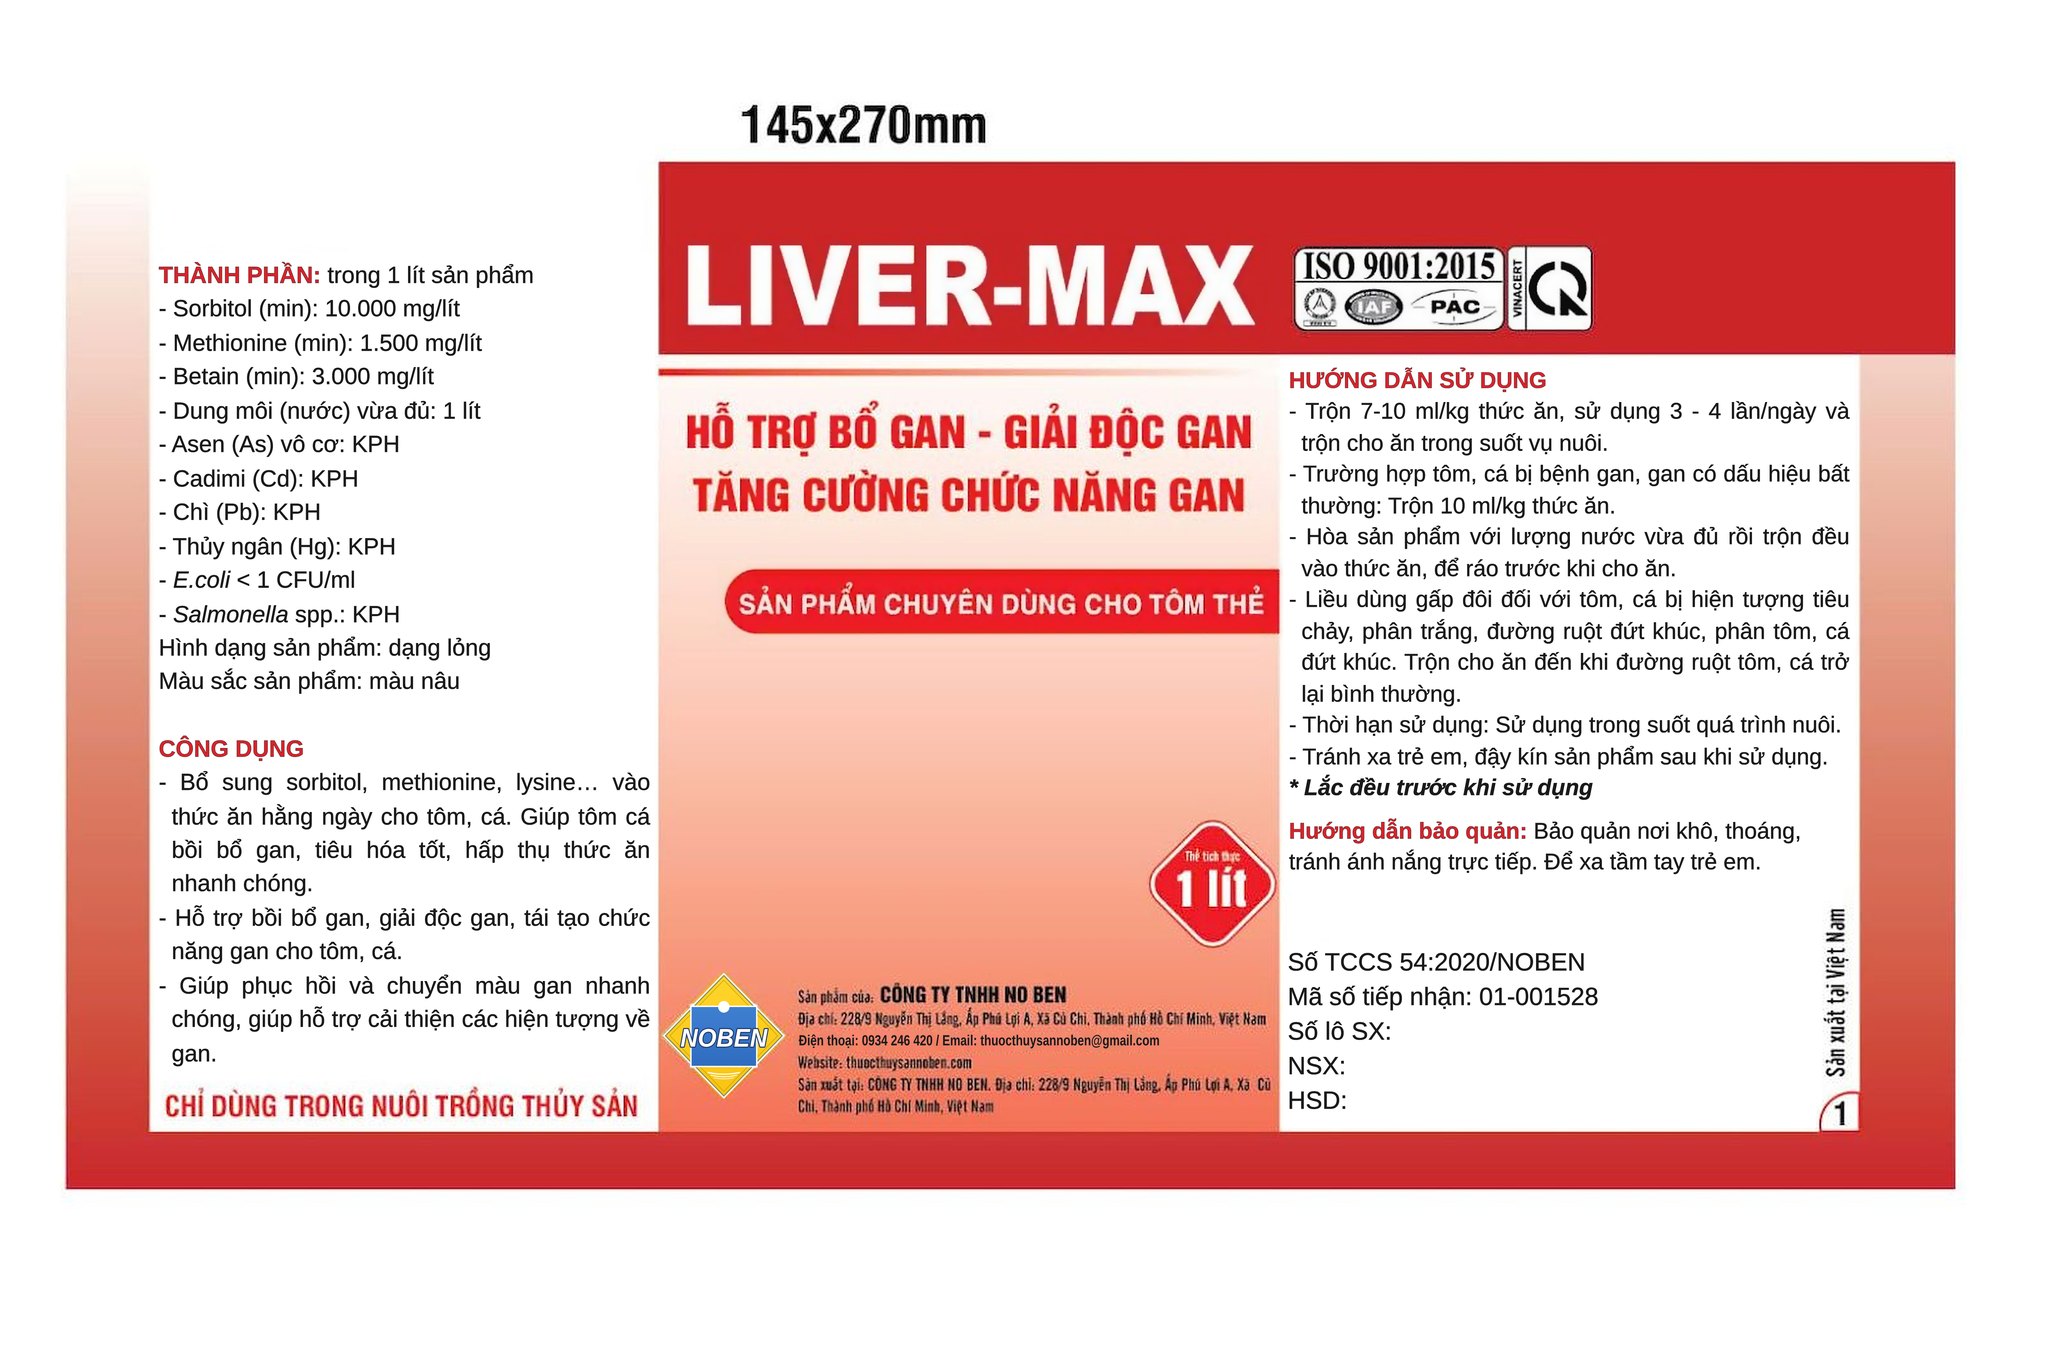 145x270mm
THÀNH PHẦN: trong 1 lít sản phẩm
- Sorbitol (min): 10.000 mg/lít
- Methionine (min): 1.500 mg/lít
- Betain (min): 3.000 mg/lít
- Dung môi (nước) vừa đủ: 1 lít
- Asen (As) vô cơ: KPH
- Cadimi (Cd): KPH
- Chì (Pb): KPH
- Thủy ngân (Hg): KPH
- E.coli < 1 CFU/ml
- Salmonella spp.: KPH
Hình dạng sản phẩm: dạng lỏng
Màu sắc sản phẩm: màu nâu
CÔNG DỤNG
- Bổ sung sorbitol, methionine, lysine… vào
thức ăn hằng ngày cho tôm, cá. Giúp tôm cá
bồi bổ gan, tiêu hóa tốt, hấp thụ thức ăn
nhanh chóng.
- Hỗ trợ bồi bổ gan, giải độc gan, tái tạo chức
năng gan cho tôm, cá.
- Giúp phục hồi và chuyển màu gan nhanh
chóng, giúp hỗ trợ cải thiện các hiện tượng về
gan.
CHỈ DÙNG TRONG NUÔI TRỒNG THỦY SẢN
LIVER-MAX
HỖ TRỢ BỔ GAN - GIẢI ĐỘC GAN
TĂNG CƯỜNG CHỨC NĂNG GAN
SẢN PHẨM CHUYÊN DÙNG CHO TÔM THẺ
Thể tích thực
1 lít
NOBEN
Sản phẩm của: CÔNG TY TNHH NO BEN
Địa chỉ: 228/9 Nguyễn Thị Lắng, Ấp Phú Lợi A, Xã Củ Chi, Thành phố Hồ Chí Minh, Việt Nam
Điện thoại: 0934 246 420 / Email: thuocthuysannoben@gmail.com
Website: thuocthuysannoben.com
Sản xuất tại: CÔNG TY TNHH NO BEN. Địa chỉ: 228/9 Nguyễn Thị Lắng, Ấp Phú Lợi A, Xã Củ
Chi, Thành phố Hồ Chí Minh, Việt Nam
ISO 9001:2015
IAF
PAC
VINACERT
HƯỚNG DẪN SỬ DỤNG
- Trộn 7-10 ml/kg thức ăn, sử dụng 3 - 4 lần/ngày và
trộn cho ăn trong suốt vụ nuôi.
- Trường hợp tôm, cá bị bệnh gan, gan có dấu hiệu bất
thường: Trộn 10 ml/kg thức ăn.
- Hòa sản phẩm với lượng nước vừa đủ rồi trộn đều
vào thức ăn, để ráo trước khi cho ăn.
- Liều dùng gấp đôi đối với tôm, cá bị hiện tượng tiêu
chảy, phân trắng, đường ruột đứt khúc, phân tôm, cá
đứt khúc. Trộn cho ăn đến khi đường ruột tôm, cá trở
lại bình thường.
- Thời hạn sử dụng: Sử dụng trong suốt quá trình nuôi.
- Tránh xa trẻ em, đậy kín sản phẩm sau khi sử dụng.
* Lắc đều trước khi sử dụng
Hướng dẫn bảo quản: Bảo quản nơi khô, thoáng,
tránh ánh nắng trực tiếp. Để xa tầm tay trẻ em.
Số TCCS 54:2020/NOBEN
Mã số tiếp nhận: 01-001528
Số lô SX:
NSX:
HSD:
Sản xuất tại Việt Nam
1